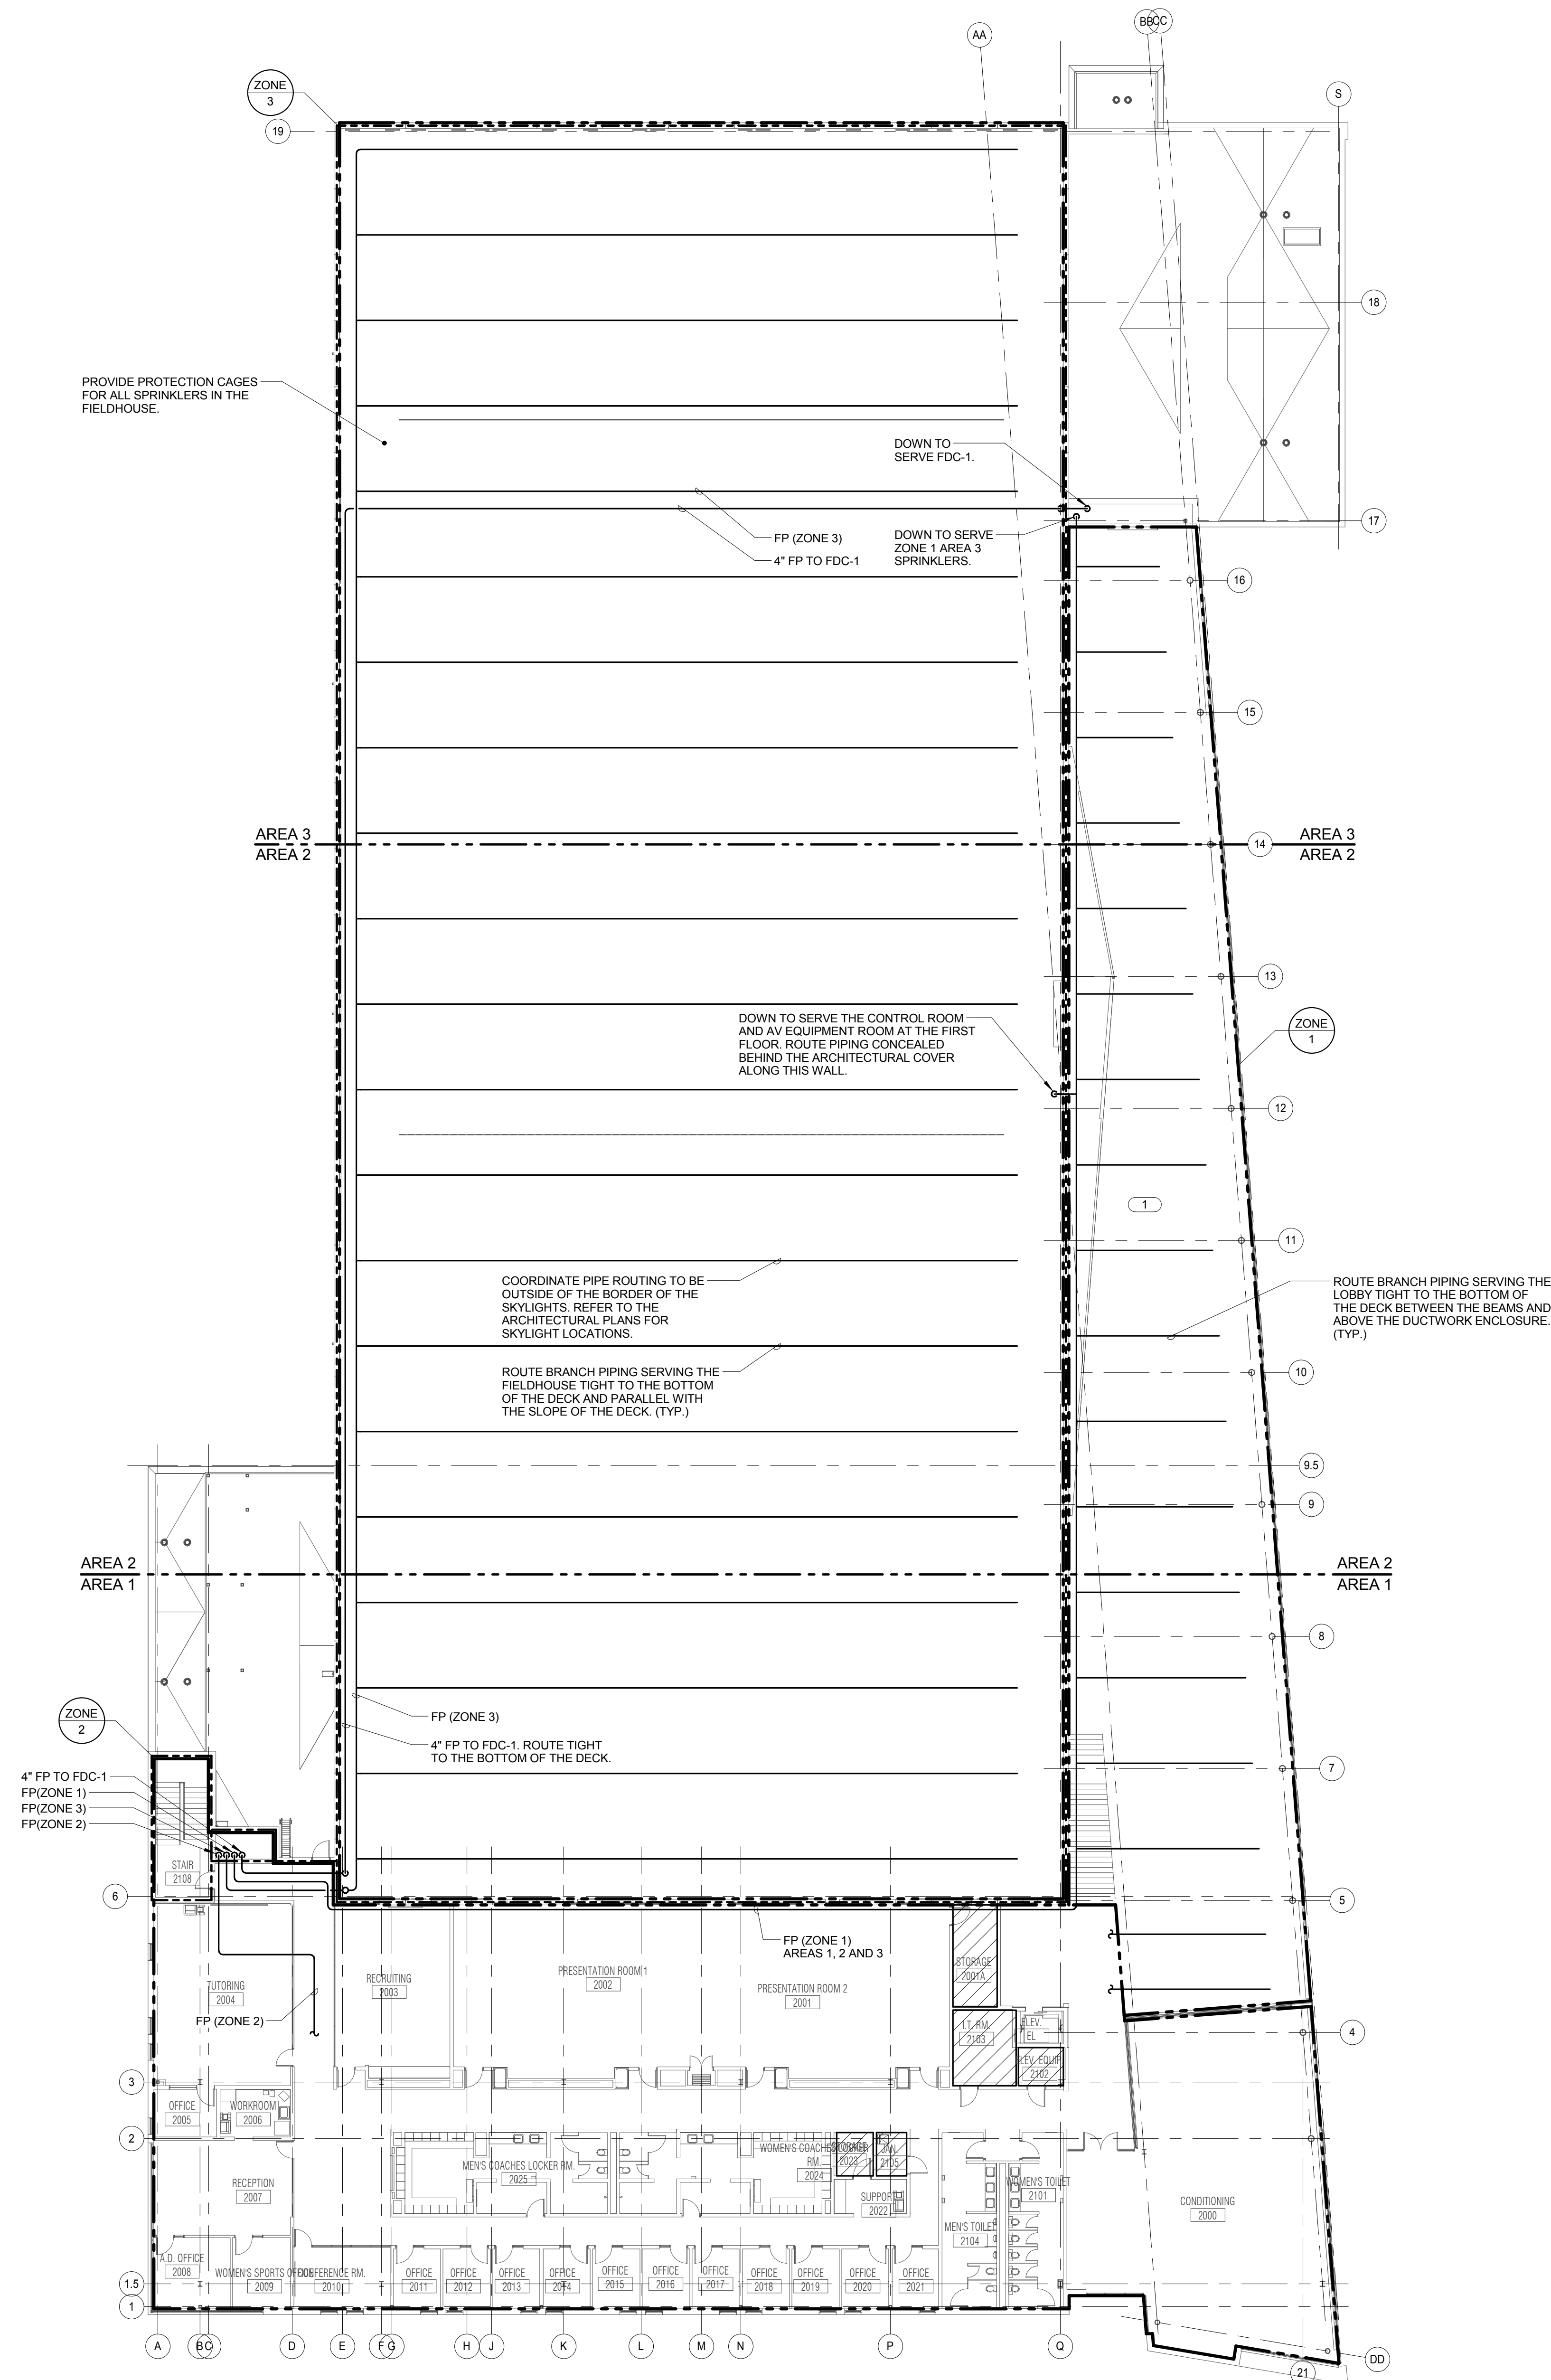 AA
BB
CC
S
ZONE
3
19
18
PROVIDE PROTECTION CAGES
FOR ALL SPRINKLERS IN THE
FIELDHOUSE.
DOWN TO
SERVE FDC-1.
17
FP (ZONE 3)
4" FP TO FDC-1
DOWN TO SERVE
ZONE 1 AREA 3
SPRINKLERS.
16
15
AREA 3
AREA 2
14
AREA 3
AREA 2
13
DOWN TO SERVE THE CONTROL ROOM
AND AV EQUIPMENT ROOM AT THE FIRST
FLOOR. ROUTE PIPING CONCEALED
BEHIND THE ARCHITECTURAL COVER
ALONG THIS WALL.
ZONE
1
12
1
11
COORDINATE PIPE ROUTING TO BE
OUTSIDE OF THE BORDER OF THE
SKYLIGHTS. REFER TO THE
ARCHITECTURAL PLANS FOR
SKYLIGHT LOCATIONS.
ROUTE BRANCH PIPING SERVING THE
LOBBY TIGHT TO THE BOTTOM OF
THE DECK BETWEEN THE BEAMS AND
ABOVE THE DUCTWORK ENCLOSURE.
(TYP.)
ROUTE BRANCH PIPING SERVING THE
FIELDHOUSE TIGHT TO THE BOTTOM
OF THE DECK AND PARALLEL WITH
THE SLOPE OF THE DECK. (TYP.)
10
9.5
9
AREA 2
AREA 1
AREA 2
AREA 1
8
ZONE
2
FP (ZONE 3)
4" FP TO FDC-1. ROUTE TIGHT
TO THE BOTTOM OF THE DECK.
7
4" FP TO FDC-1
FP(ZONE 1)
FP(ZONE 3)
FP(ZONE 2)
STAIR
2108
6
5
FP (ZONE 1)
AREAS 1, 2 AND 3
TUTORING
2004
FP (ZONE 2)
RECRUITING
2003
PRESENTATION ROOM 1
2002
PRESENTATION ROOM 2
2001
STORAGE
2001A
I.T. RM.
2103
ELEV.
EL
ELEV. EQUIP.
2102
4
3
OFFICE
2005
WORKROOM
2006
2
RECEPTION
2007
MEN'S COACHES LOCKER RM.
2025
WOMEN'S COACHES LOCKER
RM.
2024
STORAGE
2023
JAN.
2105
SUPPORT
2022
MEN'S TOILET
2104
WOMEN'S TOILET
2101
CONDITIONING
2000
A.D. OFFICE
2008
WOMEN'S SPORTS OFFICE
2009
CONFERENCE RM.
2010
OFFICE
2011
OFFICE
2012
OFFICE
2013
OFFICE
2014
OFFICE
2015
OFFICE
2016
OFFICE
2017
OFFICE
2018
OFFICE
2019
OFFICE
2020
OFFICE
2021
1.5
1
A
B
C
D
E
F
G
H
J
K
L
M
N
P
Q
21
DD